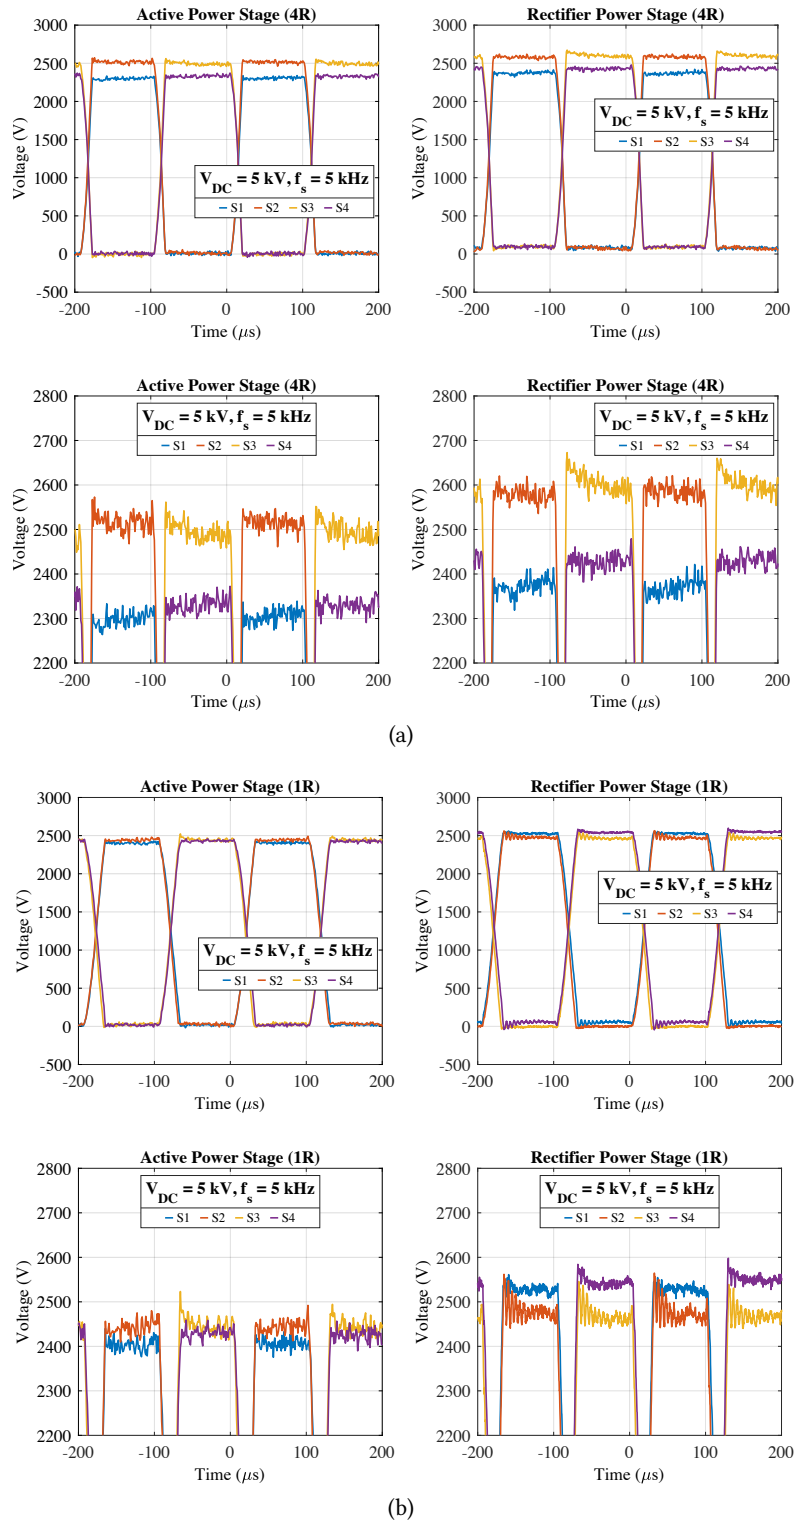 Active Power Stage (4R)
3000
2500
2000
1500
1000
500
0
-500
Voltage (V)
V_DC = 5 kV, f_s = 5 kHz
S1 S2 S3 S4
-200 -100 0 100 200
Time (μs)
Rectifier Power Stage (4R)
3000
2500
2000
1500
1000
500
0
-500
Voltage (V)
V_DC = 5 kV, f_s = 5 kHz
S1 S2 S3 S4
-200 -100 0 100 200
Time (μs)
Active Power Stage (4R)
2800
2700
2600
2500
2400
2300
2200
Voltage (V)
V_DC = 5 kV, f_s = 5 kHz
S1 S2 S3 S4
-200 -100 0 100 200
Time (μs)
Rectifier Power Stage (4R)
2800
2700
2600
2500
2400
2300
2200
Voltage (V)
V_DC = 5 kV, f_s = 5 kHz
S1 S2 S3 S4
-200 -100 0 100 200
Time (μs)
(a)
Active Power Stage (1R)
3000
2500
2000
1500
1000
500
0
-500
Voltage (V)
V_DC = 5 kV, f_s = 5 kHz
S1 S2 S3 S4
-200 -100 0 100 200
Time (μs)
Rectifier Power Stage (1R)
3000
2500
2000
1500
1000
500
0
-500
Voltage (V)
V_DC = 5 kV, f_s = 5 kHz
S1 S2 S3 S4
-200 -100 0 100 200
Time (μs)
Active Power Stage (1R)
2800
2700
2600
2500
2400
2300
2200
Voltage (V)
V_DC = 5 kV, f_s = 5 kHz
S1 S2 S3 S4
-200 -100 0 100 200
Time (μs)
Rectifier Power Stage (1R)
2800
2700
2600
2500
2400
2300
2200
Voltage (V)
V_DC = 5 kV, f_s = 5 kHz
S1 S2 S3 S4
-200 -100 0 100 200
Time (μs)
(b)